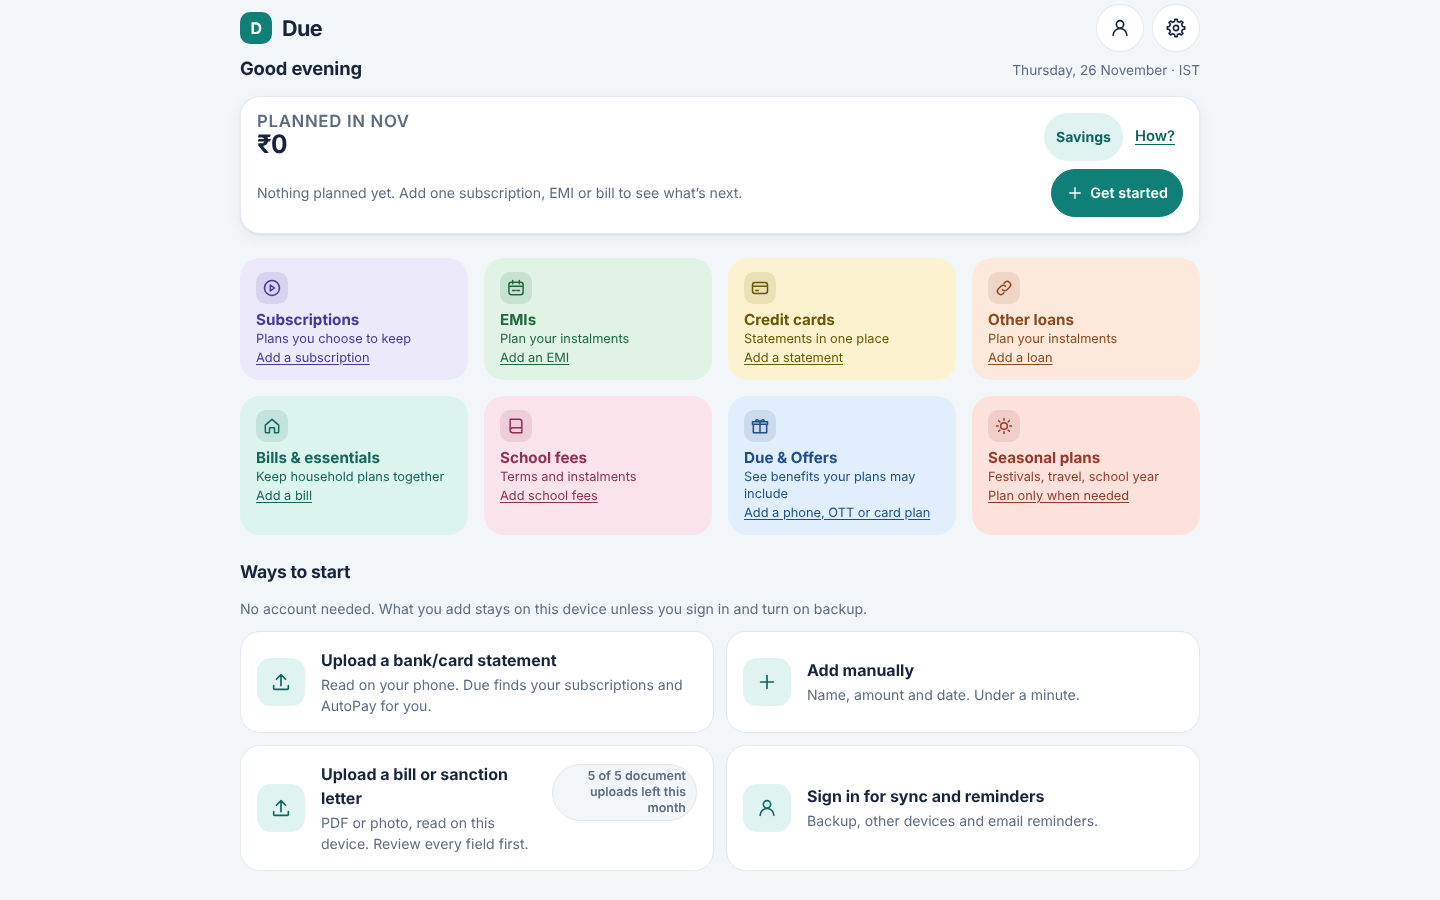 D Due
Good evening
Thursday, 26 November · IST
PLANNED IN NOV
₹0
Savings
How?
Nothing planned yet. Add one subscription, EMI or bill to see what’s next.
Get started
Subscriptions
Plans you choose to keep
Add a subscription
EMIs
Plan your instalments
Add an EMI
Credit cards
Statements in one place
Add a statement
Other loans
Plan your instalments
Add a loan
Bills & essentials
Keep household plans together
Add a bill
School fees
Terms and instalments
Add school fees
Due & Offers
See benefits your plans may
include
Add a phone, OTT or card plan
Seasonal plans
Festivals, travel, school year
Plan only when needed
Ways to start
No account needed. What you add stays on this device unless you sign in and turn on backup.
Upload a bank/card statement
Read on your phone. Due finds your subscriptions and
AutoPay for you.
Add manually
Name, amount and date. Under a minute.
Upload a bill or sanction
letter
PDF or photo, read on this
device. Review every field first.
5 of 5 document
uploads left this
month
Sign in for sync and reminders
Backup, other devices and email reminders.